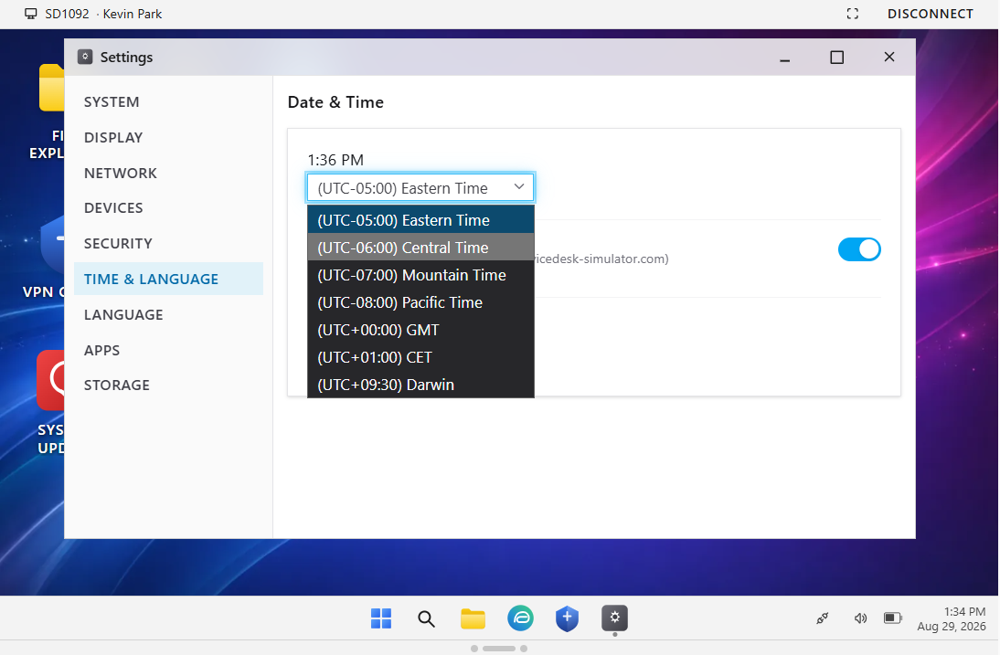 SD1092 · Kevin Park
DISCONNECT
Settings
SYSTEM
DISPLAY
NETWORK
DEVICES
SECURITY
TIME & LANGUAGE
LANGUAGE
APPS
STORAGE
Date & Time
1:36 PM
(UTC-05:00) Eastern Time
(UTC-05:00) Eastern Time
(UTC-06:00) Central Time
(UTC-07:00) Mountain Time
(UTC-08:00) Pacific Time
(UTC+00:00) GMT
(UTC+01:00) CET
(UTC+09:30) Darwin
icedesk-simulator.com)
FI
EXPL
VPN
SYS
UPD
1:34 PM
Aug 29, 2026